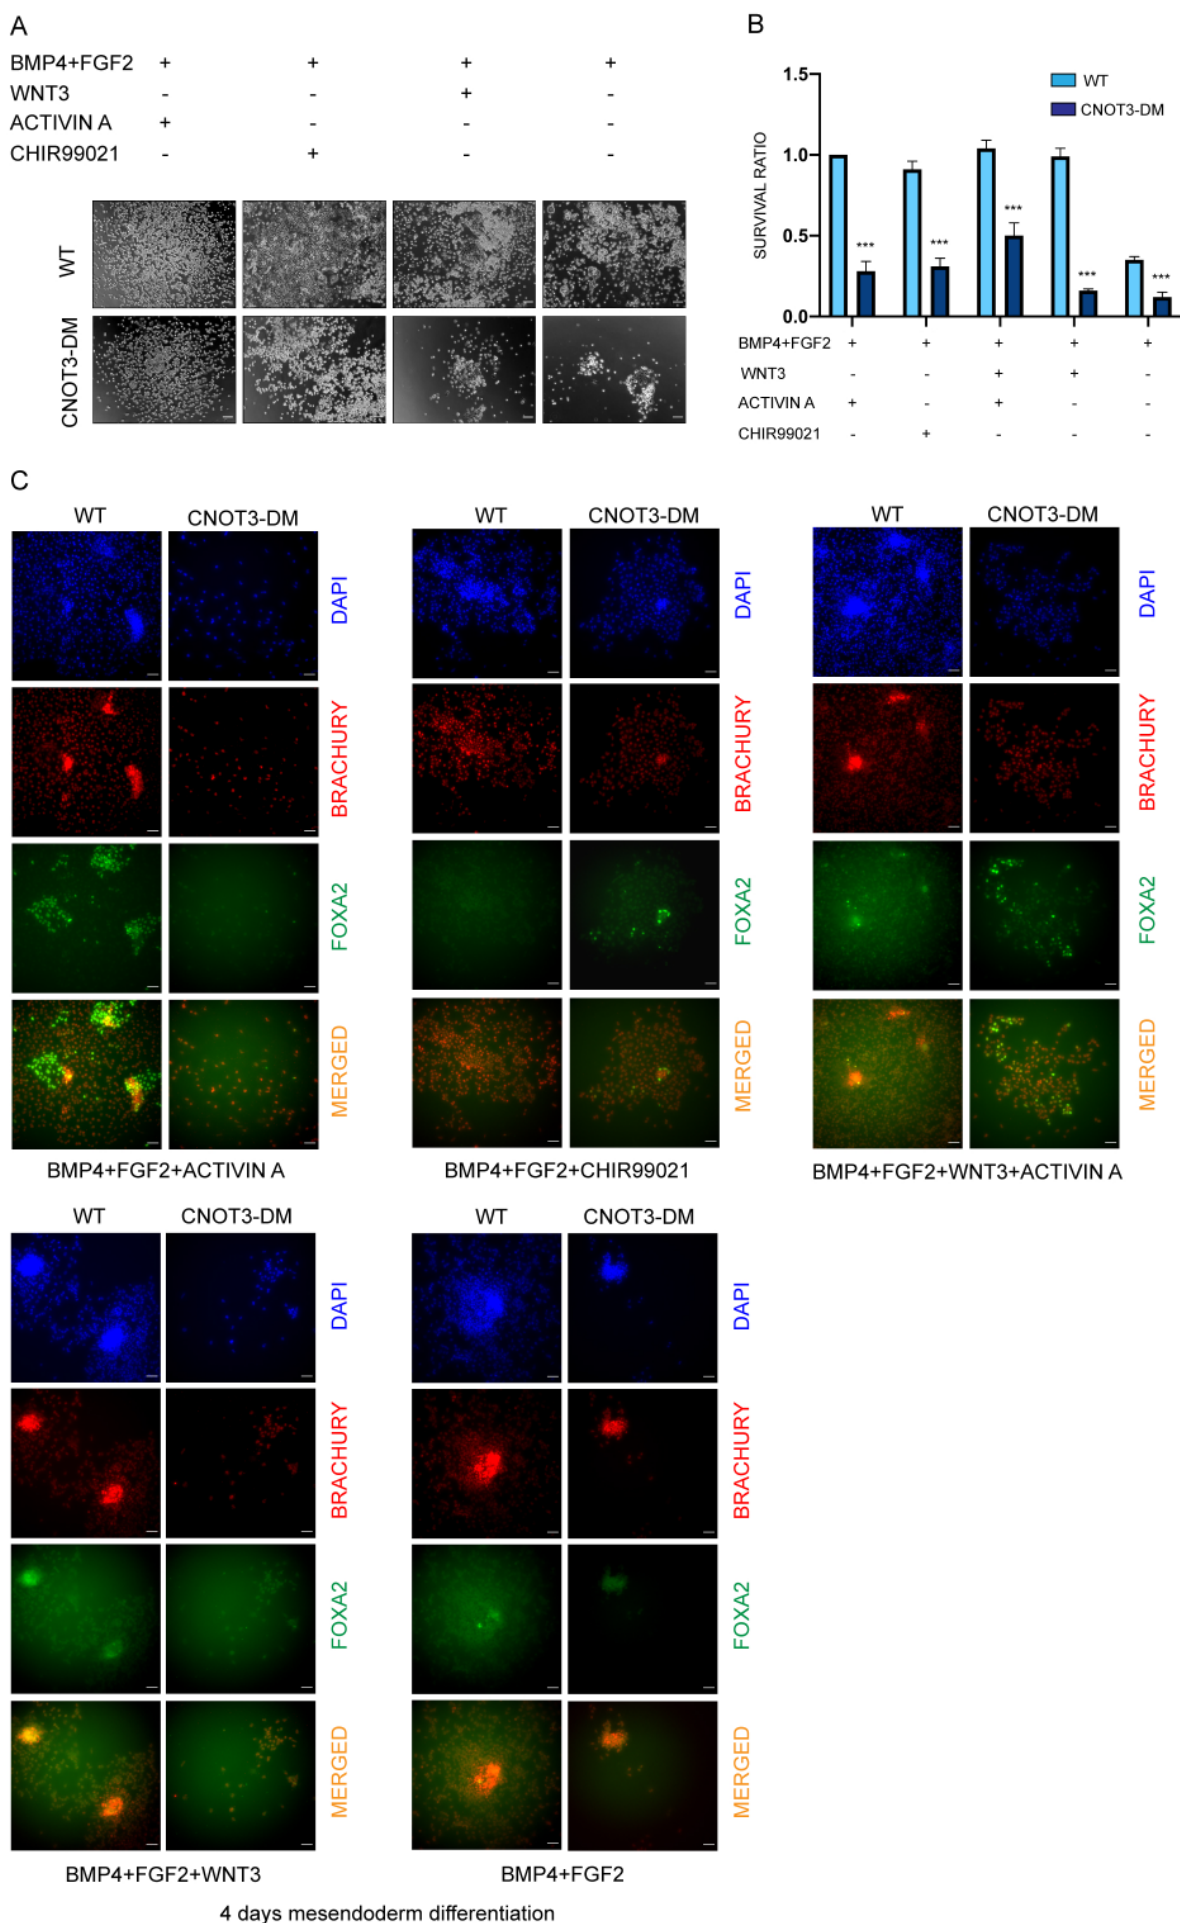 A
BMP4+FGF2 + + + +
WNT3 - - + -
ACTIVIN A + - - -
CHIR99021 - + - -
WT
CNOT3-DM
B
1.5
1.0
0.5
0.0
SURVIVAL RATIO
WT
CNOT3-DM
*** *** *** *** ***
BMP4+FGF2 + + + + +
WNT3 - - + + -
ACTIVIN A + - + - -
CHIR99021 - + - - -
C
WT CNOT3-DM
DAPI
BRACHURY
FOXA2
MERGED
BMP4+FGF2+ACTIVIN A
WT CNOT3-DM
DAPI
BRACHURY
FOXA2
MERGED
BMP4+FGF2+CHIR99021
WT CNOT3-DM
DAPI
BRACHURY
FOXA2
MERGED
BMP4+FGF2+WNT3+ACTIVIN A
WT CNOT3-DM
DAPI
BRACHURY
FOXA2
MERGED
BMP4+FGF2+WNT3
WT CNOT3-DM
DAPI
BRACHURY
FOXA2
MERGED
BMP4+FGF2
4 days mesendoderm differentiation